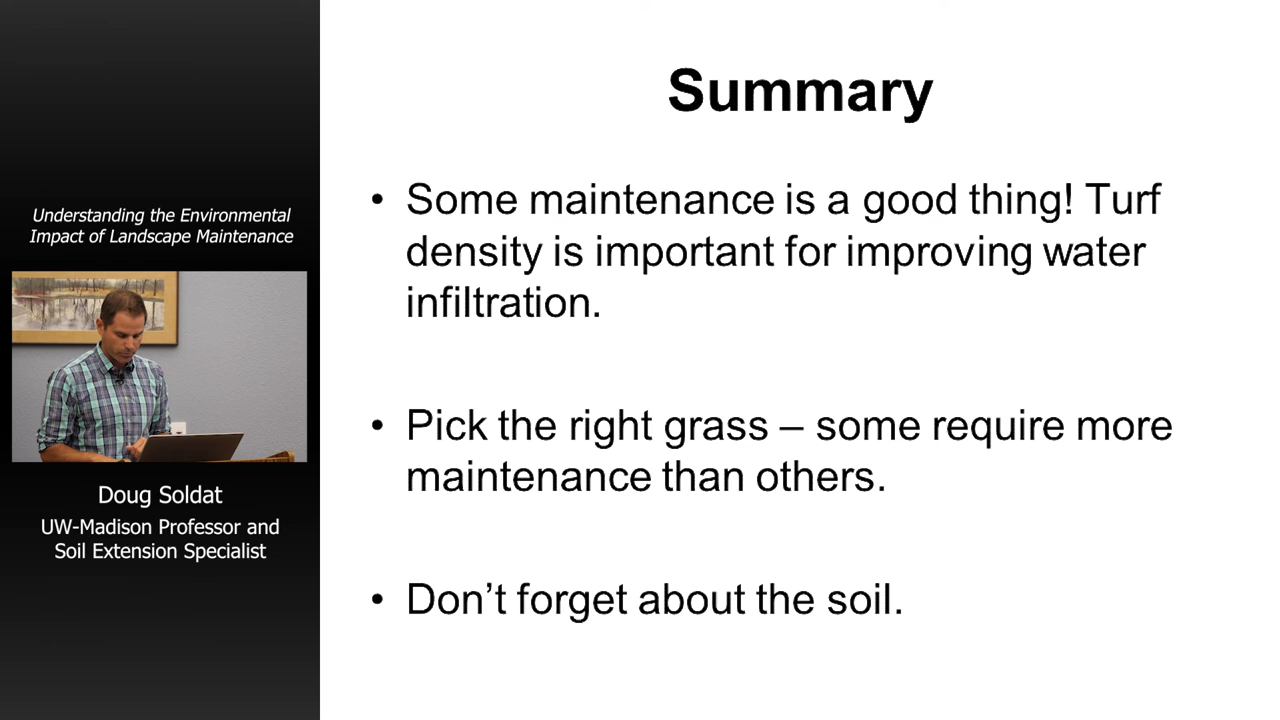 Understanding the Environmental
Impact of Landscape Maintenance
Doug Soldat
UW-Madison Professor and
Soil Extension Specialist
Summary
• Some maintenance is a good thing! Turf
density is important for improving water
infiltration.
• Pick the right grass – some require more
maintenance than others.
• Don’t forget about the soil.